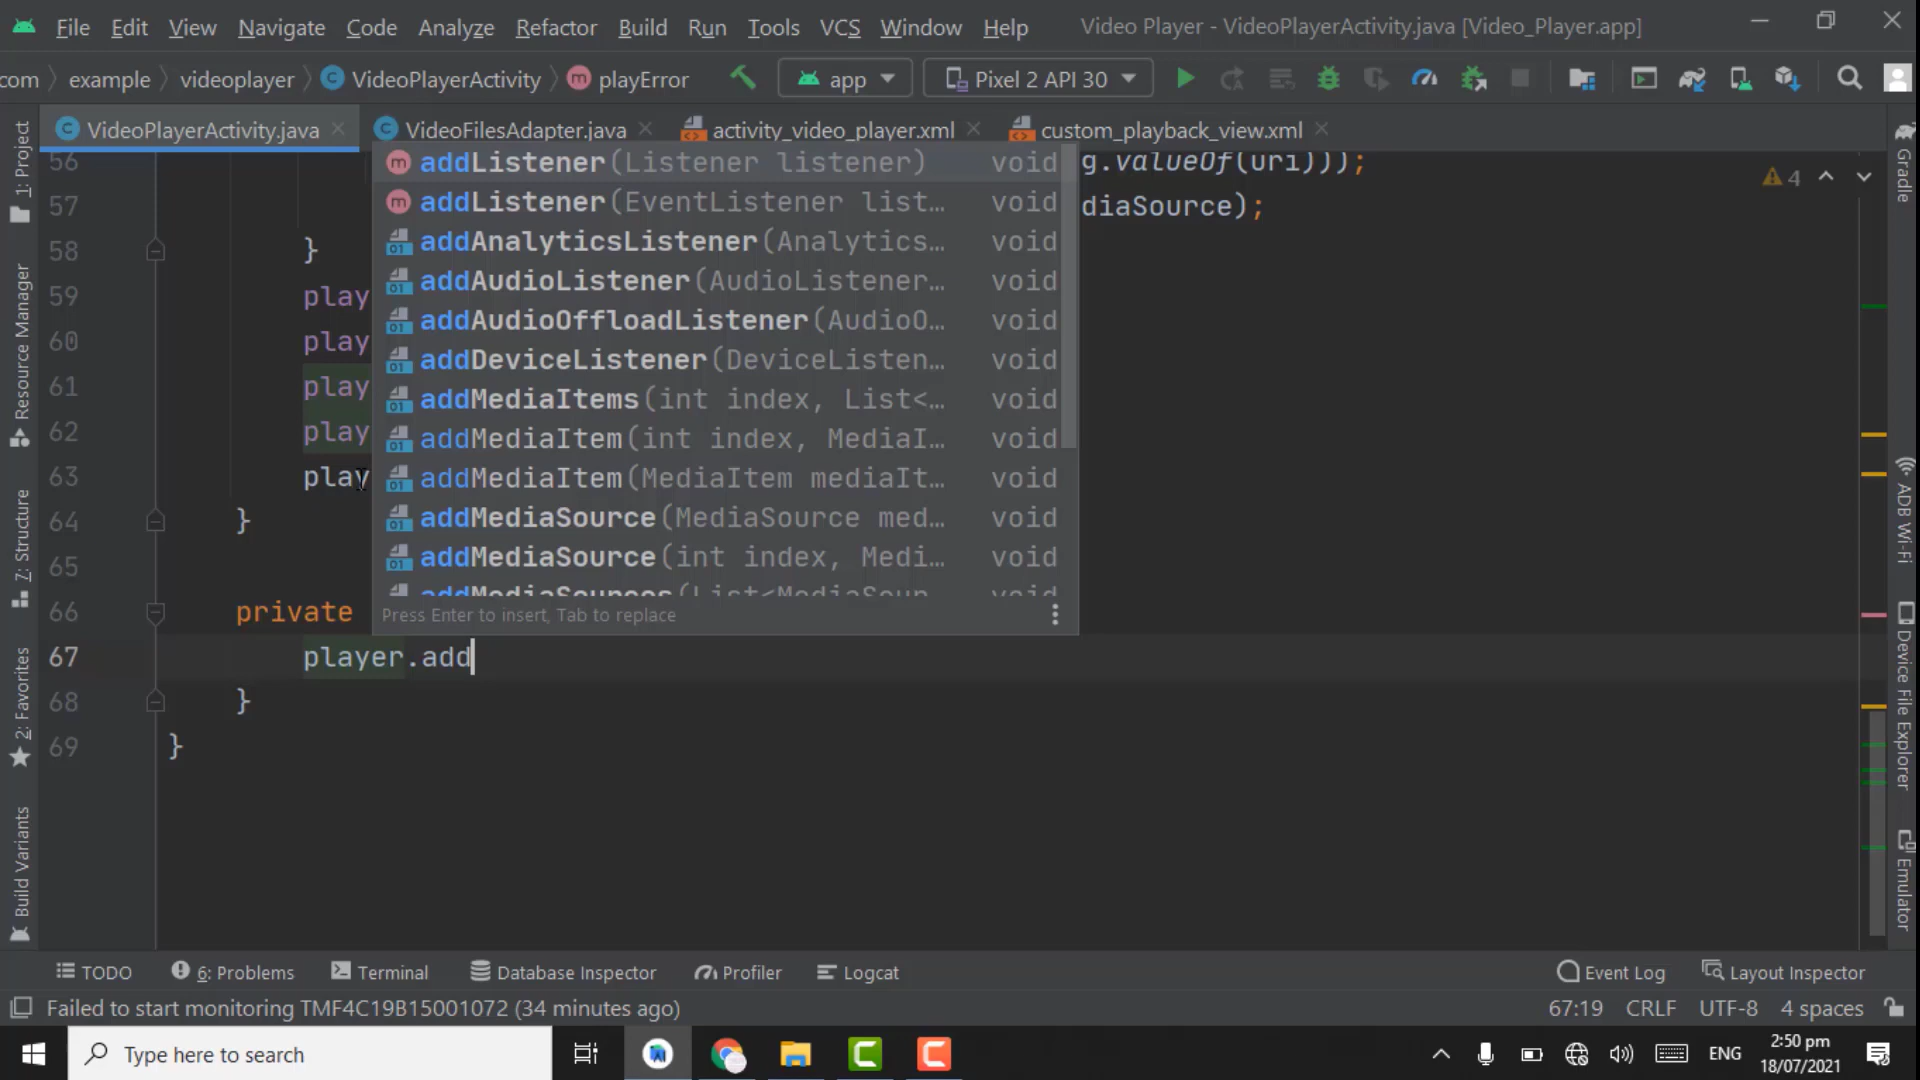 File Edit View Navigate Code Analyze Refactor Build Run Tools VCS Window Help Video Player - VideoPlayerActivity.java [Video_Player.app]
com example videoplayer VideoPlayerActivity playError app Pixel 2 API 30
VideoPlayerActivity.java VideoFilesAdapter.java activity_video_player.xml custom_playback_view.xml
56 g.valueOf(uri))); 4
57 diaSource);
58 }
59 play
60 play
61 play
62 play
63 play
64 }
65
66 private
67 player.add
68 }
69 }
addListener(Listener listener) void
addListener(EventListener list… void
addAnalyticsListener(Analytics… void
addAudioListener(AudioListener… void
addAudioOffloadListener(AudioO… void
addDeviceListener(DeviceListen… void
addMediaItems(int index, List<… void
addMediaItem(int index, MediaI… void
addMediaItem(MediaItem mediaIt… void
addMediaSource(MediaSource med… void
addMediaSource(int index, Medi… void
addMediaSources(List<MediaSour… void
Press Enter to insert, Tab to replace
1: Project
Resource Manager
7: Structure
2: Favorites
Build Variants
Gradle
ADB Wi-Fi
Device File Explorer
Emulator
TODO 6: Problems Terminal Database Inspector Profiler Logcat Event Log Layout Inspector
Failed to start monitoring TMF4C19B15001072 (34 minutes ago) 67:19 CRLF UTF-8 4 spaces
Type here to search ENG 2:50 pm
18/07/2021